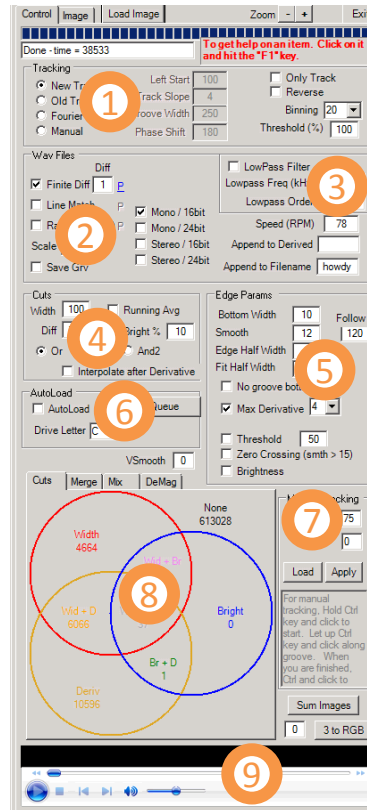 Control Image Load Image Zoom - + Exi
Done - time = 38533
To get help on an item. Click on it
and hit the "F1" key.
Tracking
New Tra
Left Start 100
Only Track
Old T
Track Slope 4
Reverse
1
Fourie
oove Width 250
Binning 20
Manual
Phase Shift 180
Threshold (%) 100
Wav Files
Diff
Finite Diff 1 P
LowPass Filter
Lowpass Freq (kH
3
Line Match P
Mono / 16bit
Lowpass Orde
Ra P
Mono / 24bit
Speed (RPM) 78
2
Scale
Stereo / 16bit
Append to Derived
Save Grv
Stereo / 24bit
Append to Filename howdy
Cuts
Width 100
Running Avg
Diff
4
Bright % 10
Or
And2
Interpolate after Derivative
Edge Params
Bottom Width 10 Follow
Smooth 12 120
Edge Half Width
Fit Half Width
5
No groove bot
Max Derivative 4
Threshold 50
Zero Crossing (smth > 15)
Brightness
AutoLoad
AutoLoad
6
Queue
Drive Letter C
VSmooth 0
Cuts Merge Mix DeMag
None
613028
Width
4664
Wid + Br
Wid + D
6066
8
37
Bright
0
Br + D
1
Deriv
10596
M cking
7
75
0
Load Apply
For manual
tracking, Hold Ctrl
key and click to
start. Let up Ctrl
key and click along
groove. When
you are finished,
Ctrl and click to
Sum Images
0 3 to RGB
9